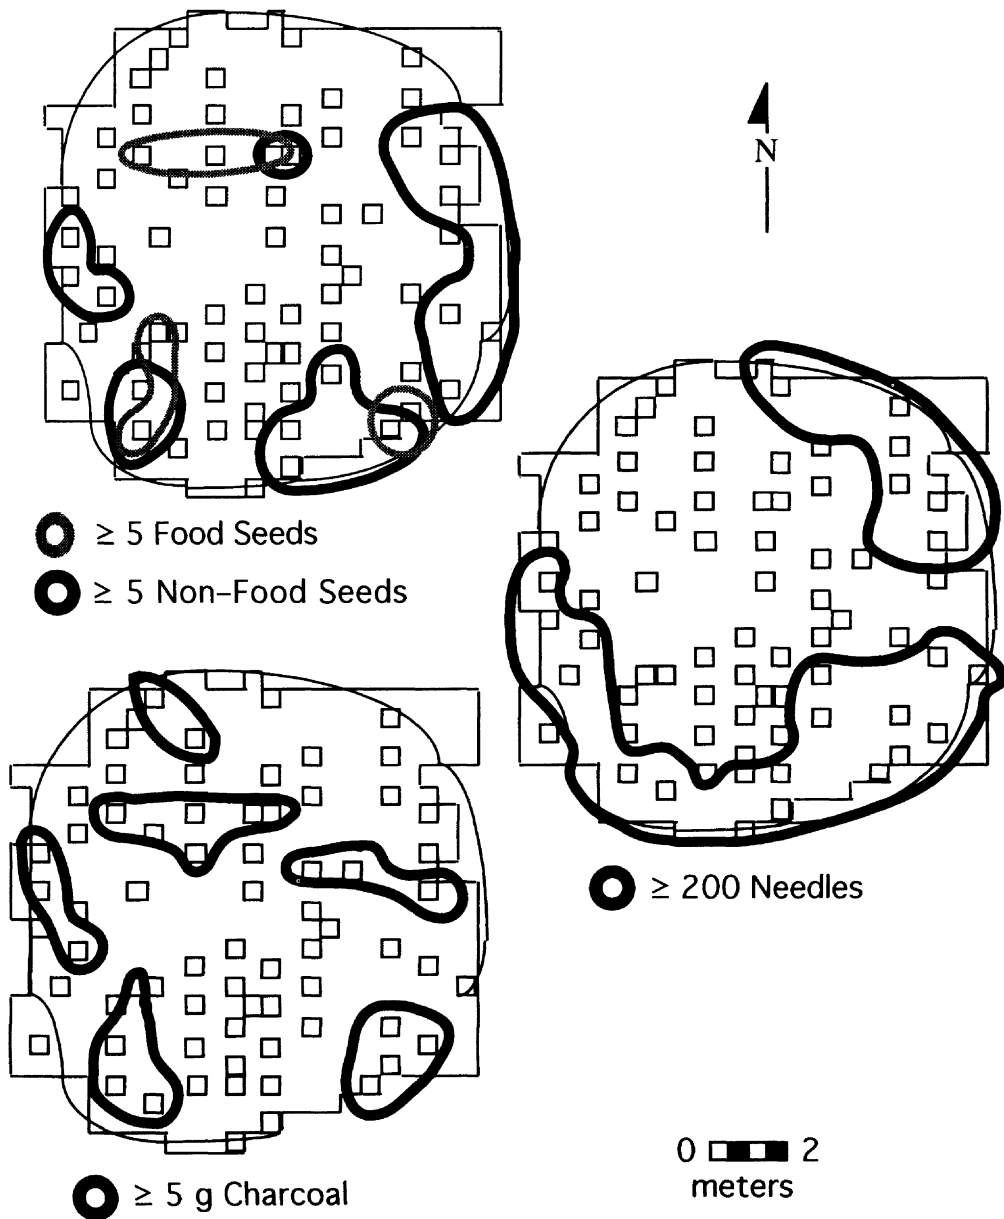 N
≥ 5 Food Seeds
≥ 5 Non–Food Seeds
≥ 200 Needles
≥ 5 g Charcoal
0 2
meters